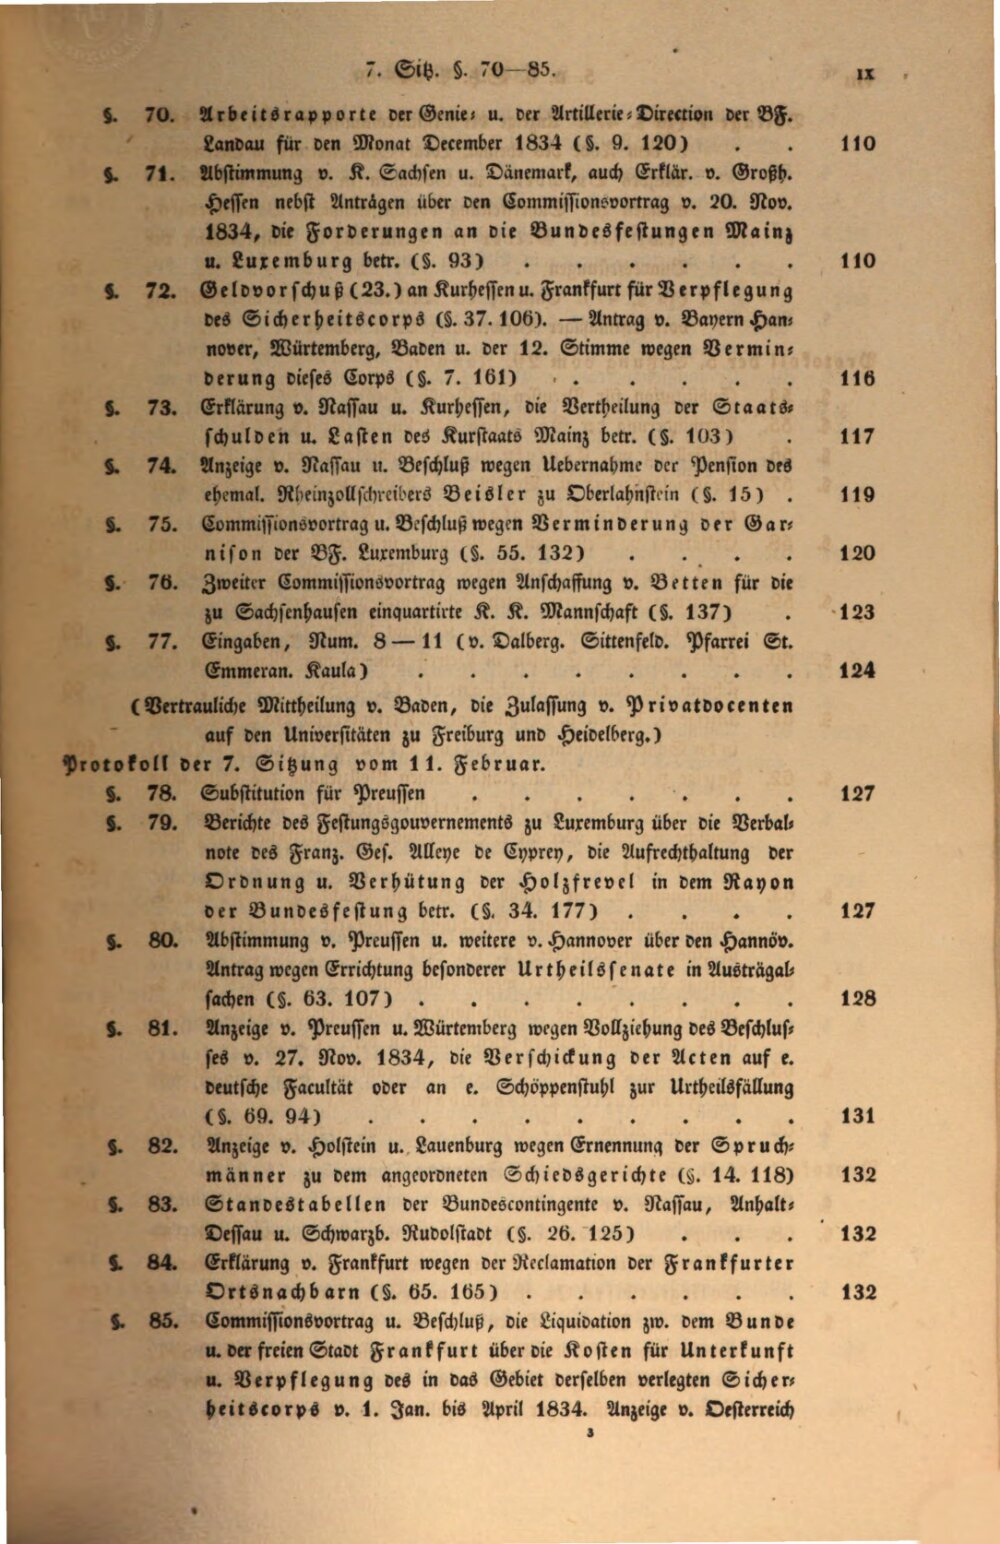 7. Sitz. §. 70—85. IX
§. 70. Arbeitsrapporte der Genie- u. der Artillerie-Direction der BF.
Landau für den Monat December 1834 (§. 9. 120) . . 110
§. 71. Abstimmung v. K. Sachsen u. Dänemark, auch Erklär. v. Großh.
Hessen nebst Anträgen über den Commissionsvortrag v. 20. Nov.
1834, die Forderungen an die Bundesfestungen Mainz
u. Luxemburg betr. (§. 93) . . . . . . 110
§. 72. Geldvorschuß (23.) an Kurhessen u. Frankfurt für Verpflegung
des Sicherheitscorps (§. 37. 106). — Antrag v. Bayern Han-
nover, Würtemberg, Baden u. der 12. Stimme wegen Vermin-
derung dieses Corps (§. 7. 161) . . . . . 116
§. 73. Erklärung v. Nassau u. Kurhessen, die Vertheilung der Staats-
schulden u. Lasten des Kurstaats Mainz betr. (§. 103) . 117
§. 74. Anzeige v. Nassau u. Beschluß wegen Uebernahme der Pension des
ehemal. Rheinzollschreibers Beisler zu Oberlahnstein (§. 15) . 119
§. 75. Commissionsvortrag u. Beschluß wegen Verminderung der Gar-
nison der BF. Luxemburg (§. 55. 132) . . . . 120
§. 76. Zweiter Commissionsvortrag wegen Anschaffung v. Betten für die
zu Sachsenhausen einquartirte K. K. Mannschaft (§. 137) . 123
§. 77. Eingaben, Num. 8—11 (v. Dalberg. Sittenfeld. Pfarrei St.
Emmeran. Kaula) . . . . . . . 124
(Vertrauliche Mittheilung v. Baden, die Zulassung v. Privatdocenten
auf den Universitäten zu Freiburg und Heidelberg.)
Protokoll der 7. Sitzung vom 11. Februar.
§. 78. Substitution für Preussen . . . . . . . 127
§. 79. Berichte des Festungsgouvernements zu Luxemburg über die Verbal-
note des Franz. Ges. Alleye de Cyprey, die Aufrechthaltung der
Ordnung u. Verhütung der Holzfrevel in dem Rayon
der Bundesfestung betr. (§. 34. 177) . . . . 127
§. 80. Abstimmung v. Preussen u. weitere v. Hannover über den Hannöv.
Antrag wegen Errichtung besonderer Urtheilssenate in Austrägal-
sachen (§. 63. 107) . . . . . . . . 128
§. 81. Anzeige v. Preussen u. Würtemberg wegen Vollziehung des Beschlus-
ses v. 27. Nov. 1834, die Verschickung der Acten auf e.
deutsche Facultät oder an e. Schöppenstuhl zur Urtheilsfällung
(§. 69. 94) . . . . . . . . . 131
§. 82. Anzeige v. Holstein u. Lauenburg wegen Ernennung der Spruch-
männer zu dem angeordneten Schiedsgerichte (§. 14. 118) 132
§. 83. Standestabellen der Bundescontingente v. Nassau, Anhalt-
Dessau u. Schwarzb. Rudolstadt (§. 26. 125) . . . 132
§. 84. Erklärung v. Frankfurt wegen der Reclamation der Frankfurter
Ortsnachbarn (§. 65. 165) . . . . . . 132
§. 85. Commissionsvortrag u. Beschluß, die Liquidation zw. dem Bunde
u. der freien Stadt Frankfurt über die Kosten für Unterkunft
u. Verpflegung des in das Gebiet derselben verlegten Sicher-
heitscorps v. 1. Jan. bis April 1834. Anzeige v. Oesterreich
3